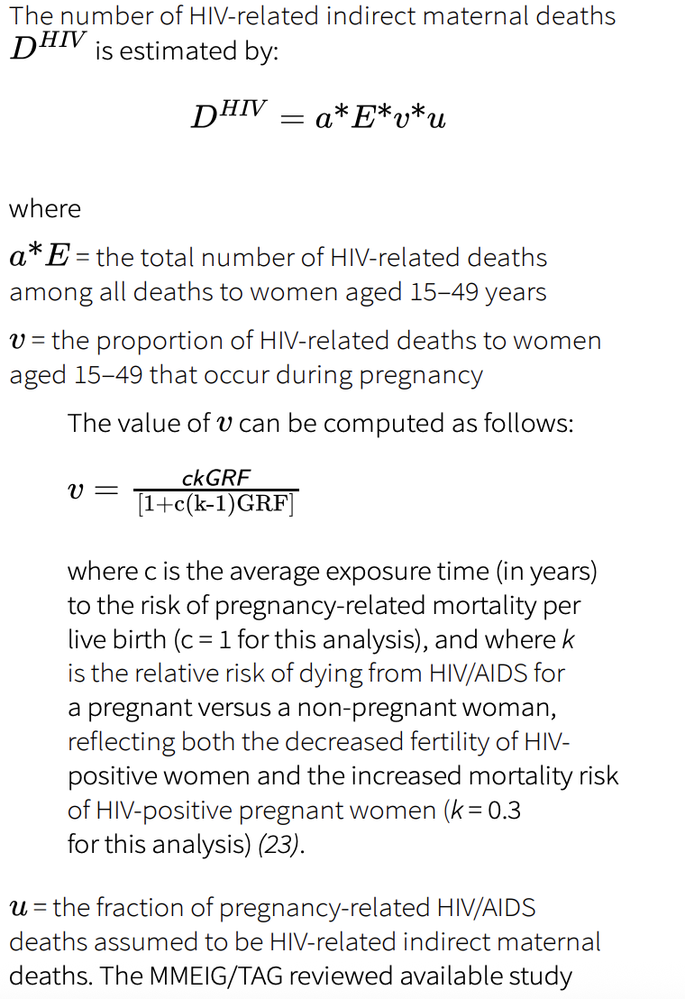 The number of HIV-related indirect maternal deaths
D^HIV is estimated by:
D^HIV = a*E*v*u
where
a*E = the total number of HIV-related deaths
among all deaths to women aged 15–49 years
v = the proportion of HIV-related deaths to women
aged 15–49 that occur during pregnancy
The value of v can be computed as follows:
v = ckGRF / [1+c(k-1)GRF]
where c is the average exposure time (in years)
to the risk of pregnancy-related mortality per
live birth (c = 1 for this analysis), and where k
is the relative risk of dying from HIV/AIDS for
a pregnant versus a non-pregnant woman,
reflecting both the decreased fertility of HIV-
positive women and the increased mortality risk
of HIV-positive pregnant women (k = 0.3
for this analysis) (23).
u = the fraction of pregnancy-related HIV/AIDS
deaths assumed to be HIV-related indirect maternal
deaths. The MMEIG/TAG reviewed available study